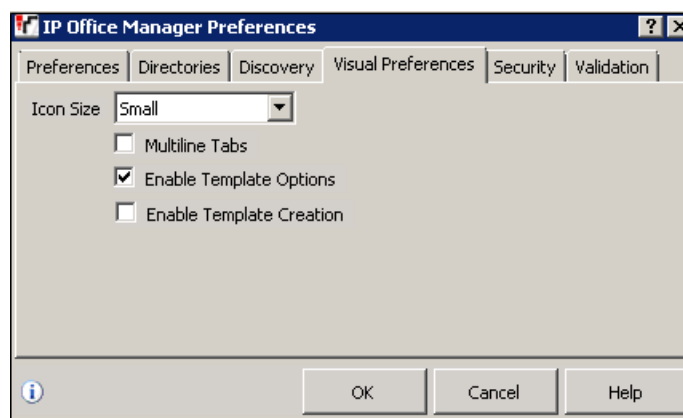 IP Office Manager Preferences
Preferences Directories Discovery Visual Preferences Security Validation
Icon Size Small
Multiline Tabs
Enable Template Options
Enable Template Creation
OK Cancel Help